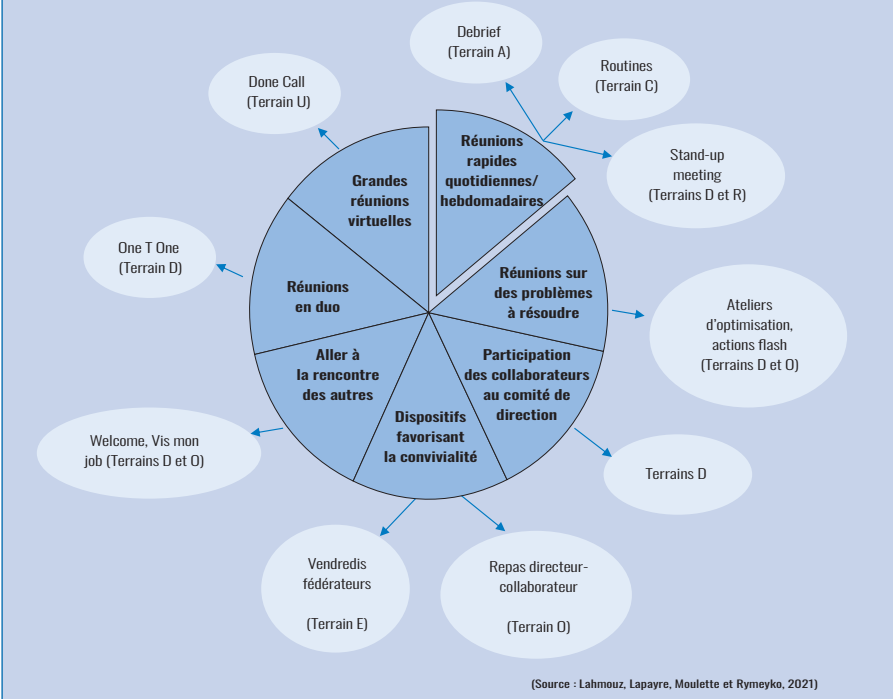 Debrief
(Terrain A)
Routines
(Terrain C)
Stand-up
meeting
(Terrains D et R)
Done Call
(Terrain U)
Réunions
rapides
quotidiennes/
hebdomadaires
Grandes
réunions
virtuelles
One T One
(Terrain D)
Réunions
en duo
Réunions sur
des problèmes
à résoudre
Ateliers
d'optimisation,
actions flash
(Terrains D et O)
Aller à
la rencontre
des autres
Participation
des collaborateurs
au comité de
direction
Dispositifs
favorisant
la convivialité
Welcome, Vis mon
job (Terrains D et O)
Terrains D
Vendredis
fédérateurs
(Terrain E)
Repas directeur-
collaborateur
(Terrain O)
(Source : Lahmouz, Lapayre, Moulette et Rymeyko, 2021)